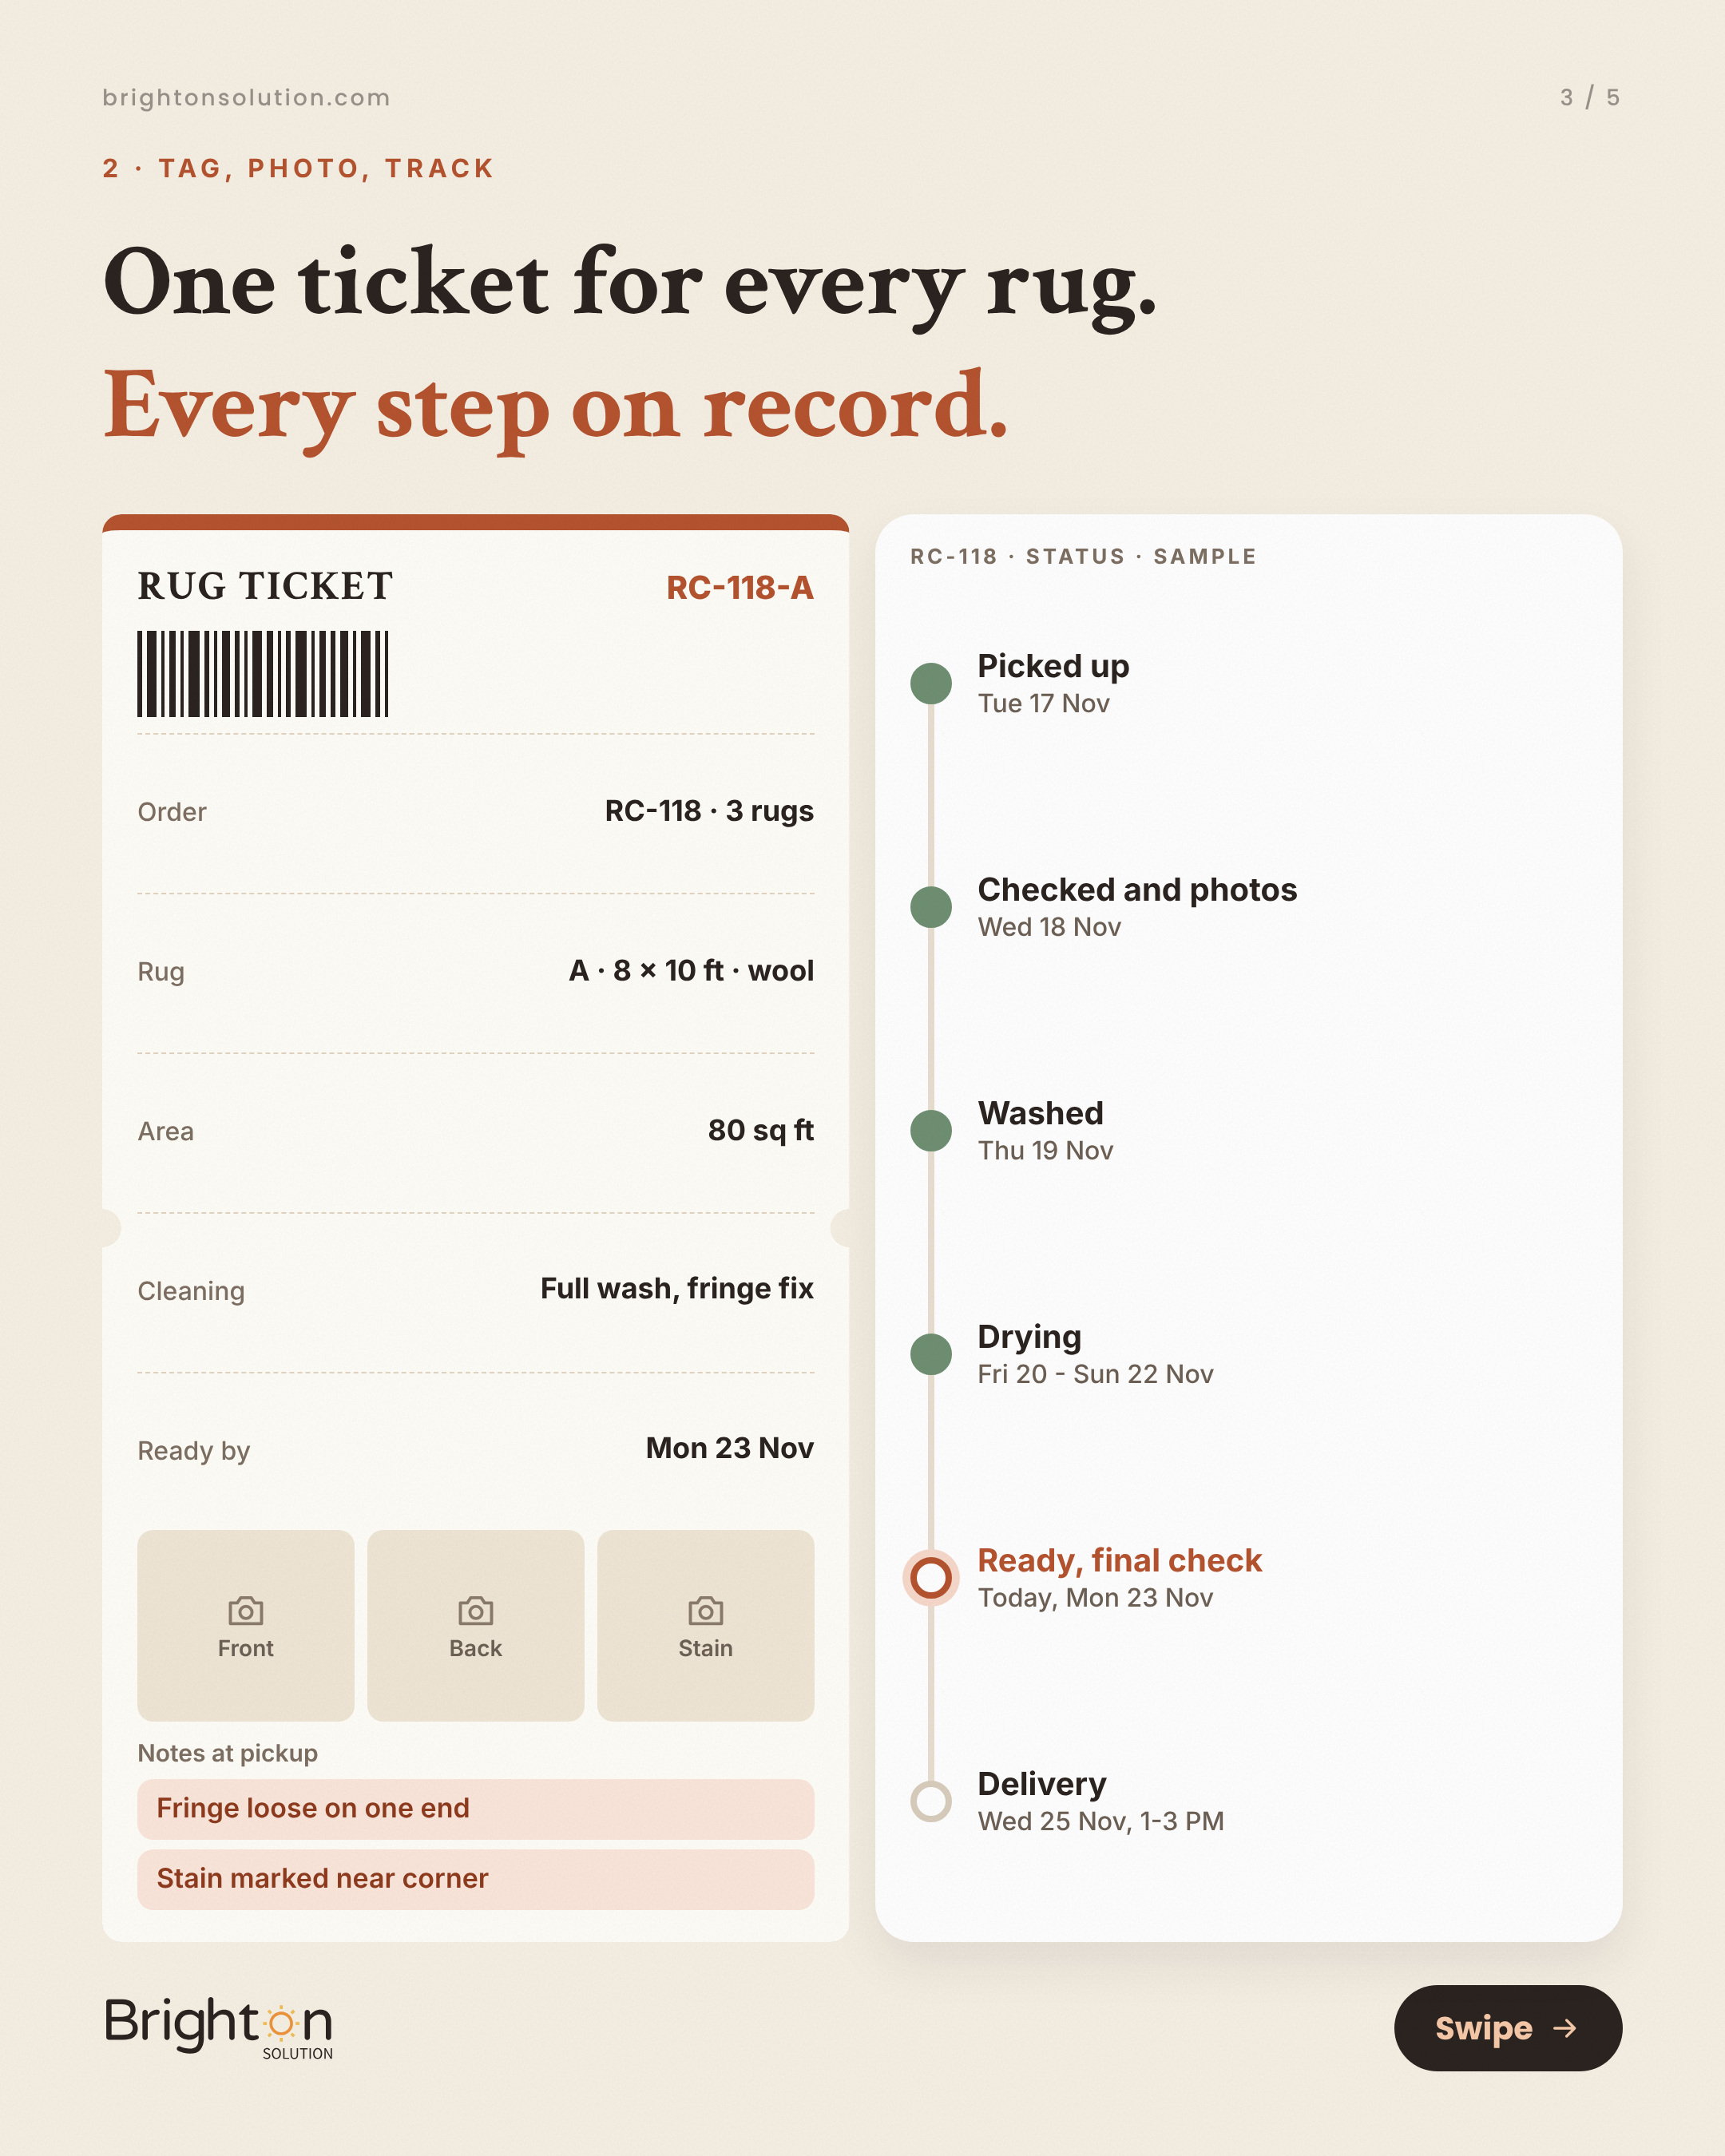 brightonsolution.com
3 / 5
2 · TAG, PHOTO, TRACK
One ticket for every rug.
Every step on record.
RUG TICKET
RC-118-A
Order
RC-118 · 3 rugs
Rug
A · 8 × 10 ft · wool
Area
80 sq ft
Cleaning
Full wash, fringe fix
Ready by
Mon 23 Nov
Front
Back
Stain
Notes at pickup
Fringe loose on one end
Stain marked near corner
RC-118 · STATUS · SAMPLE
Picked up
Tue 17 Nov
Checked and photos
Wed 18 Nov
Washed
Thu 19 Nov
Drying
Fri 20 - Sun 22 Nov
Ready, final check
Today, Mon 23 Nov
Delivery
Wed 25 Nov, 1-3 PM
Brighton
SOLUTION
Swipe →